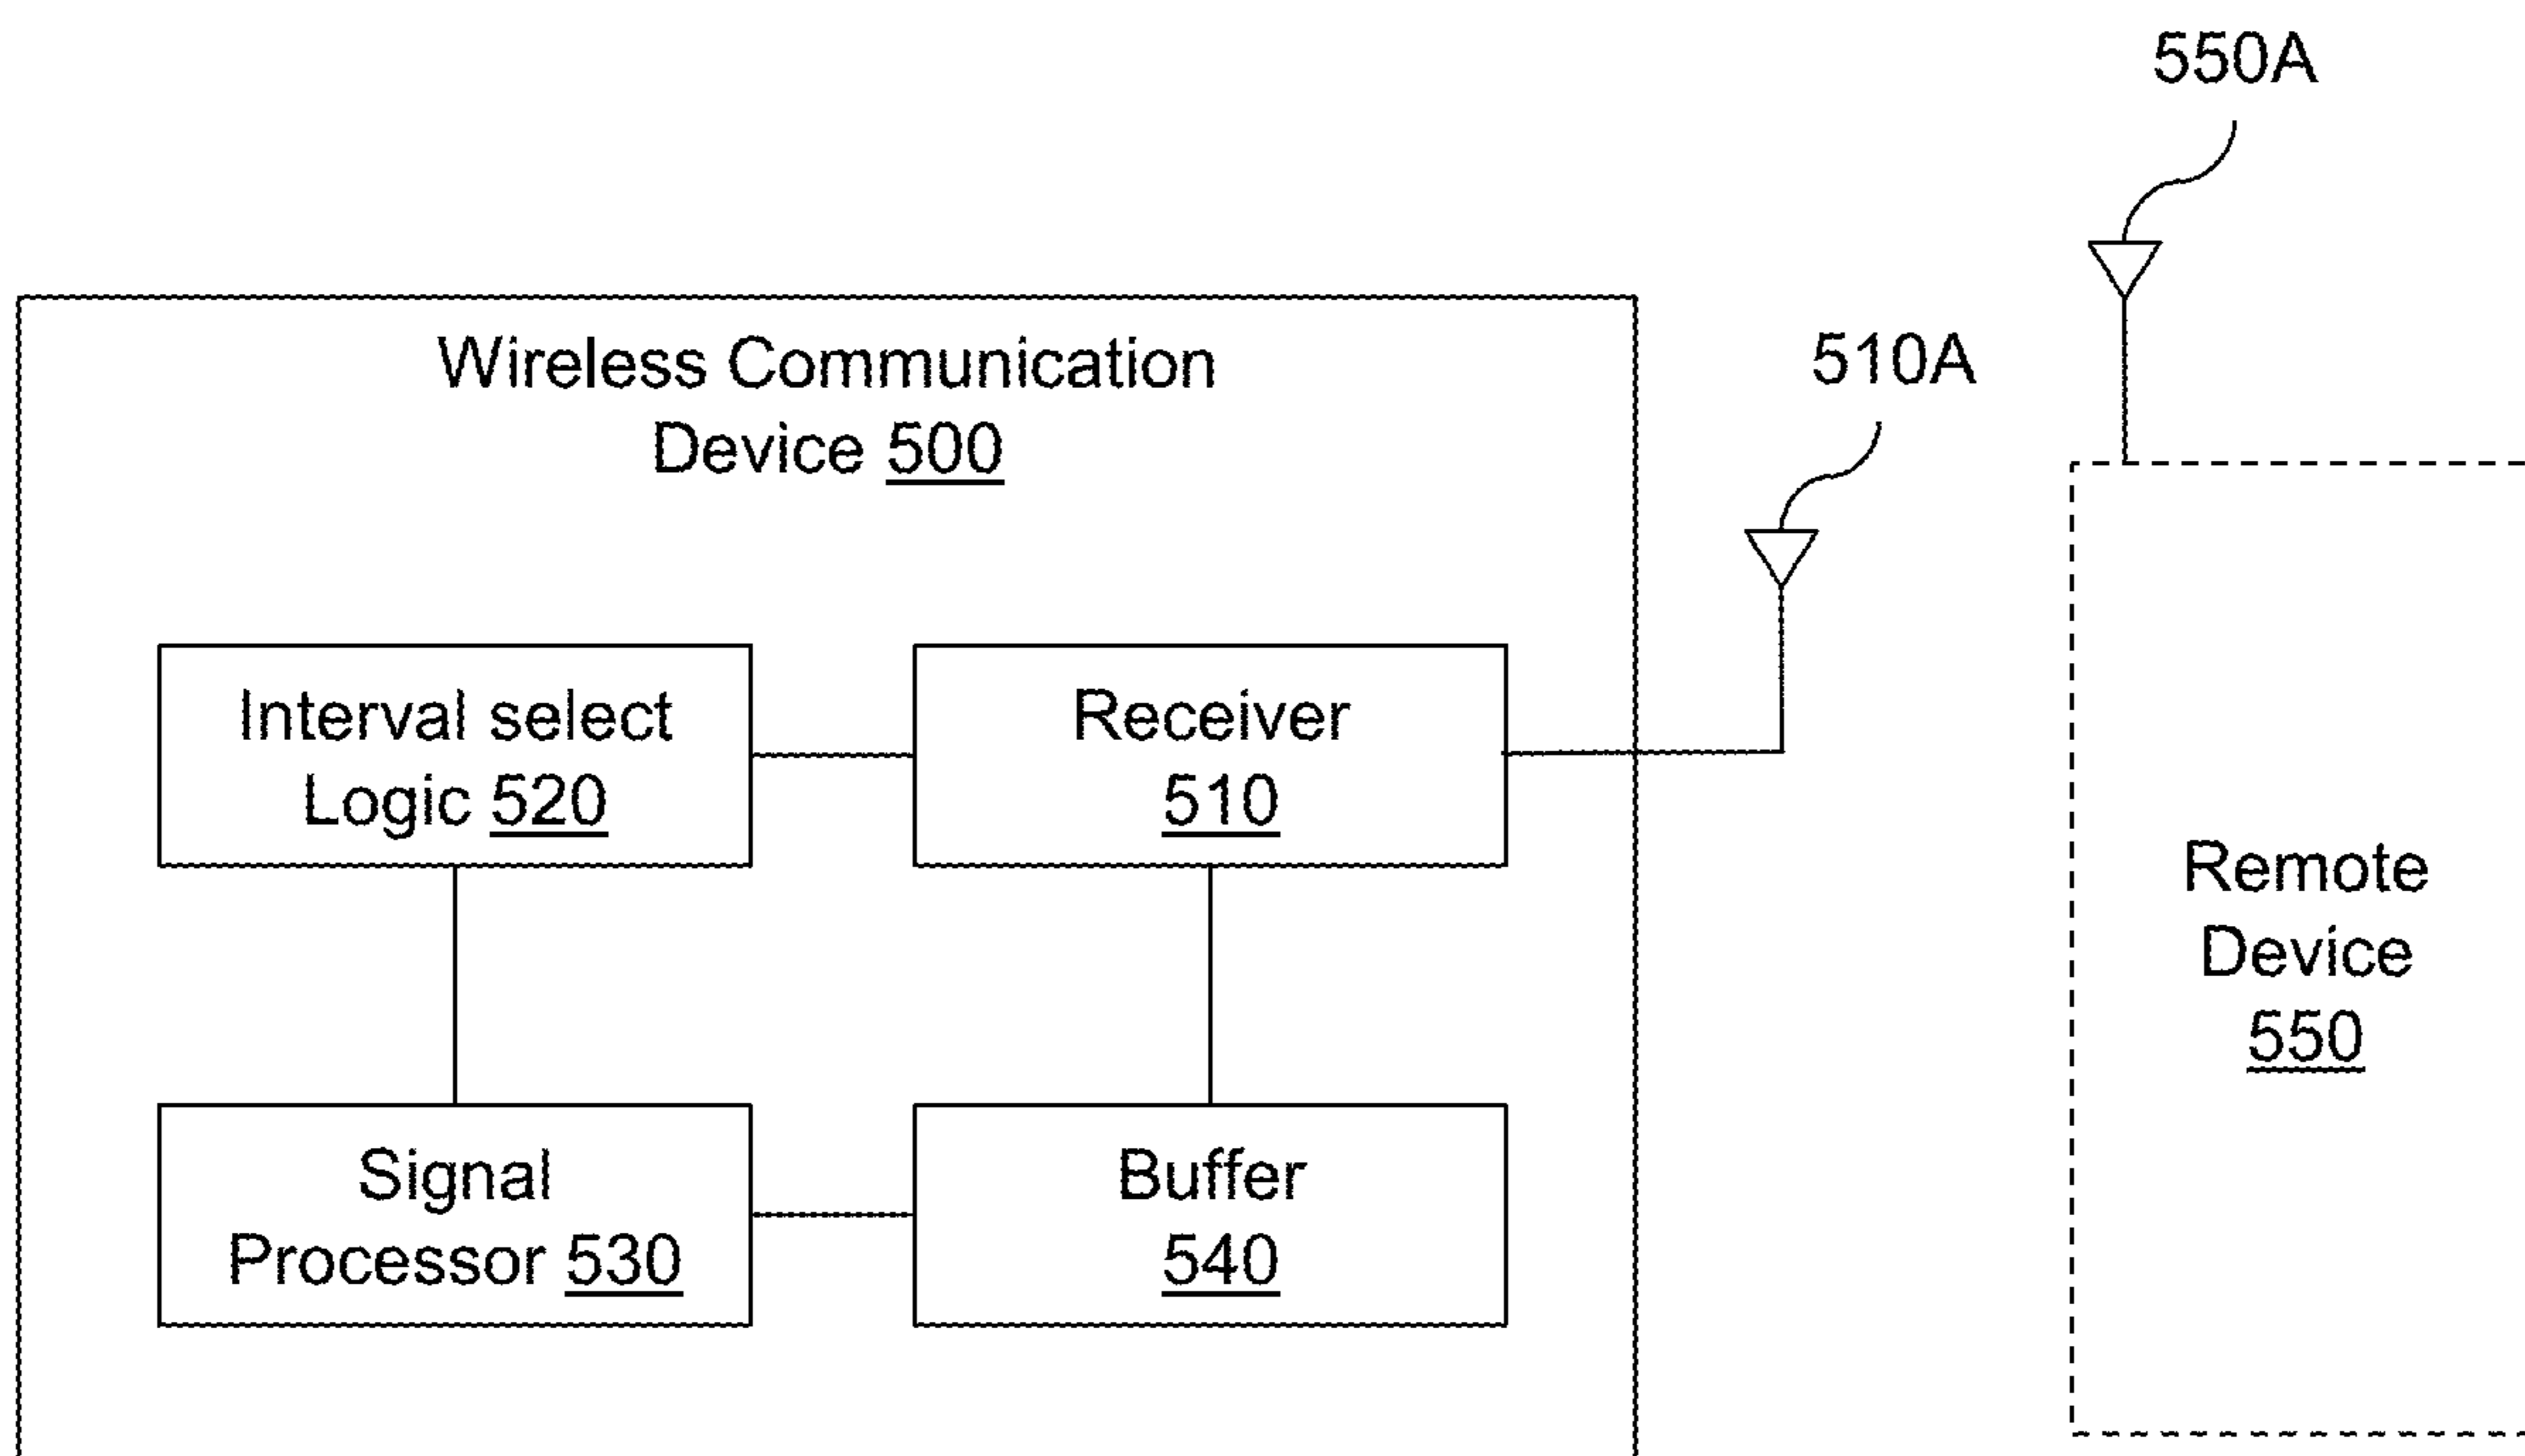 550A
Wireless Communication
Device 500
510A
Interval select
Logic 520
Receiver
510
Remote
Device
550
Signal
Processor 530
Buffer
540